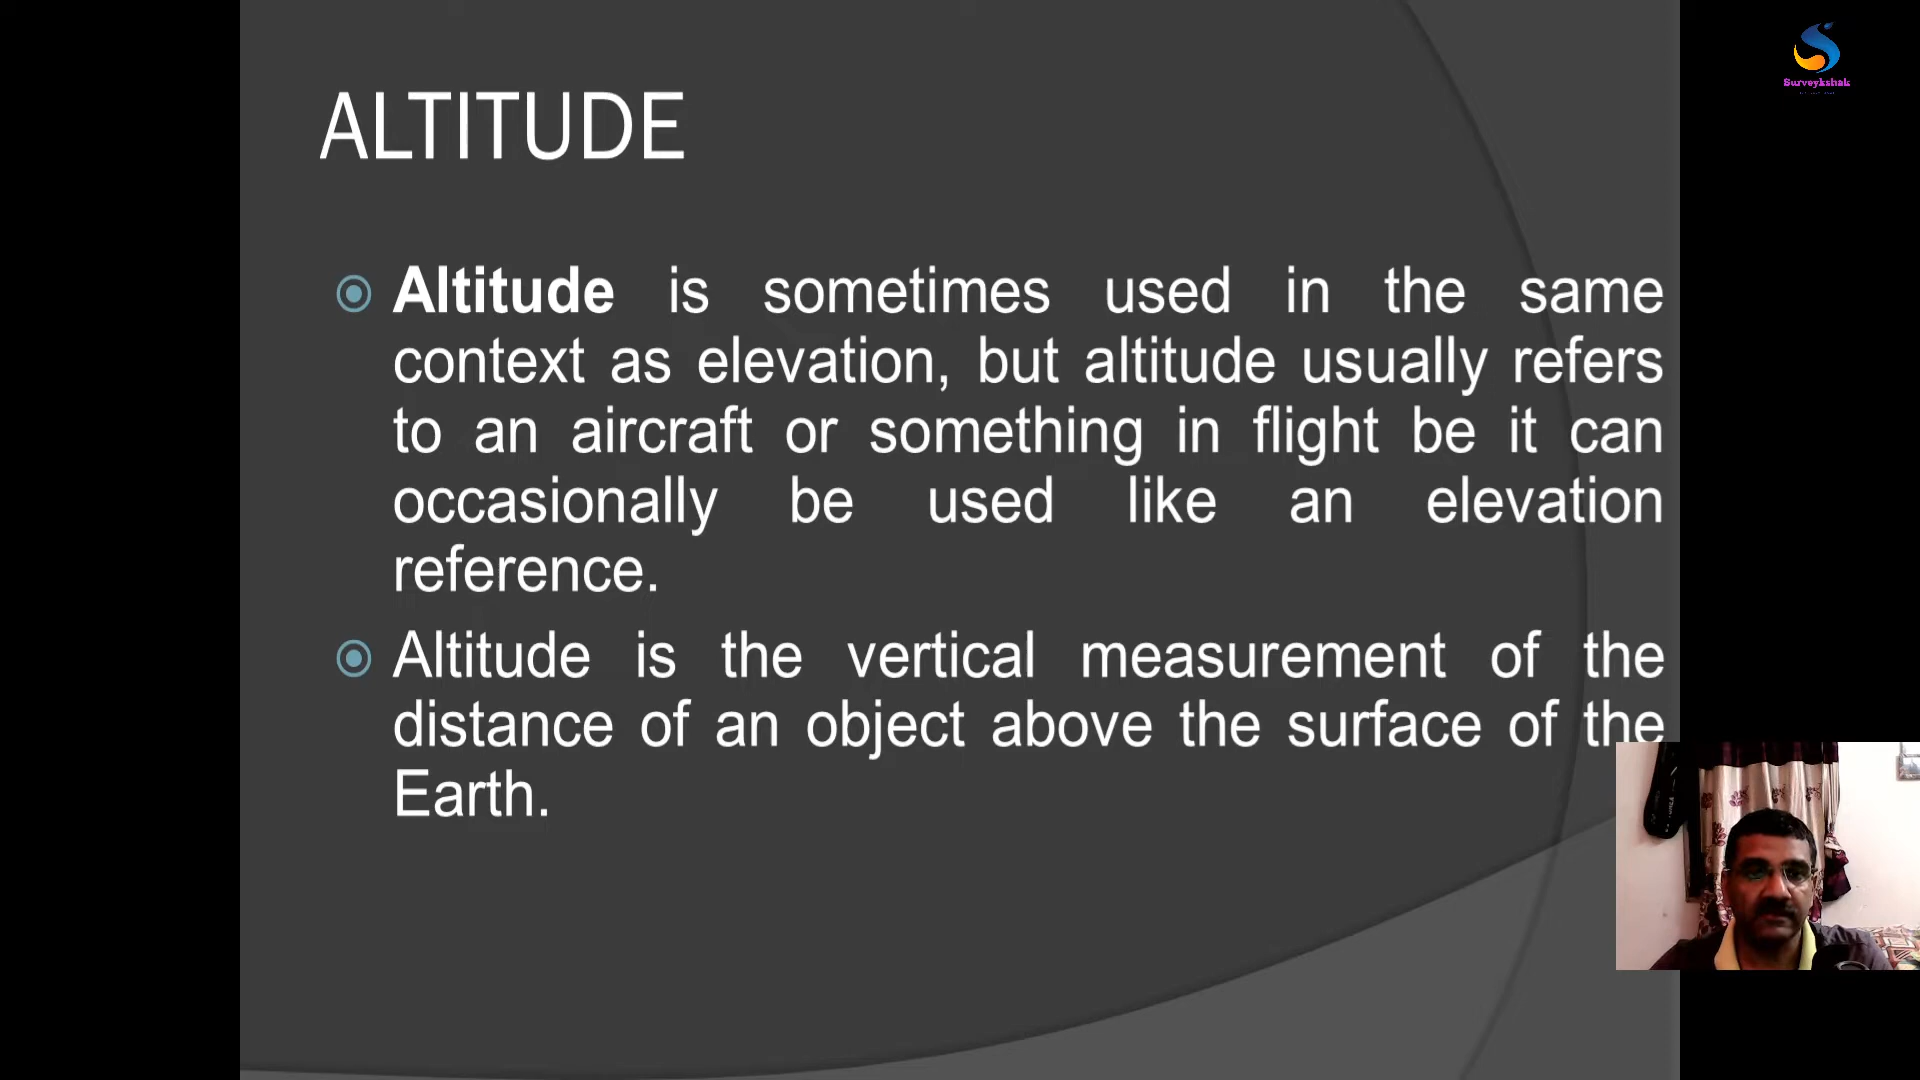 Surveykshak
ALTITUDE
Altitude is sometimes used in the same
context as elevation, but altitude usually refers
to an aircraft or something in flight be it can
occasionally be used like an elevation
reference.
Altitude is the vertical measurement of the
distance of an object above the surface of the
Earth.